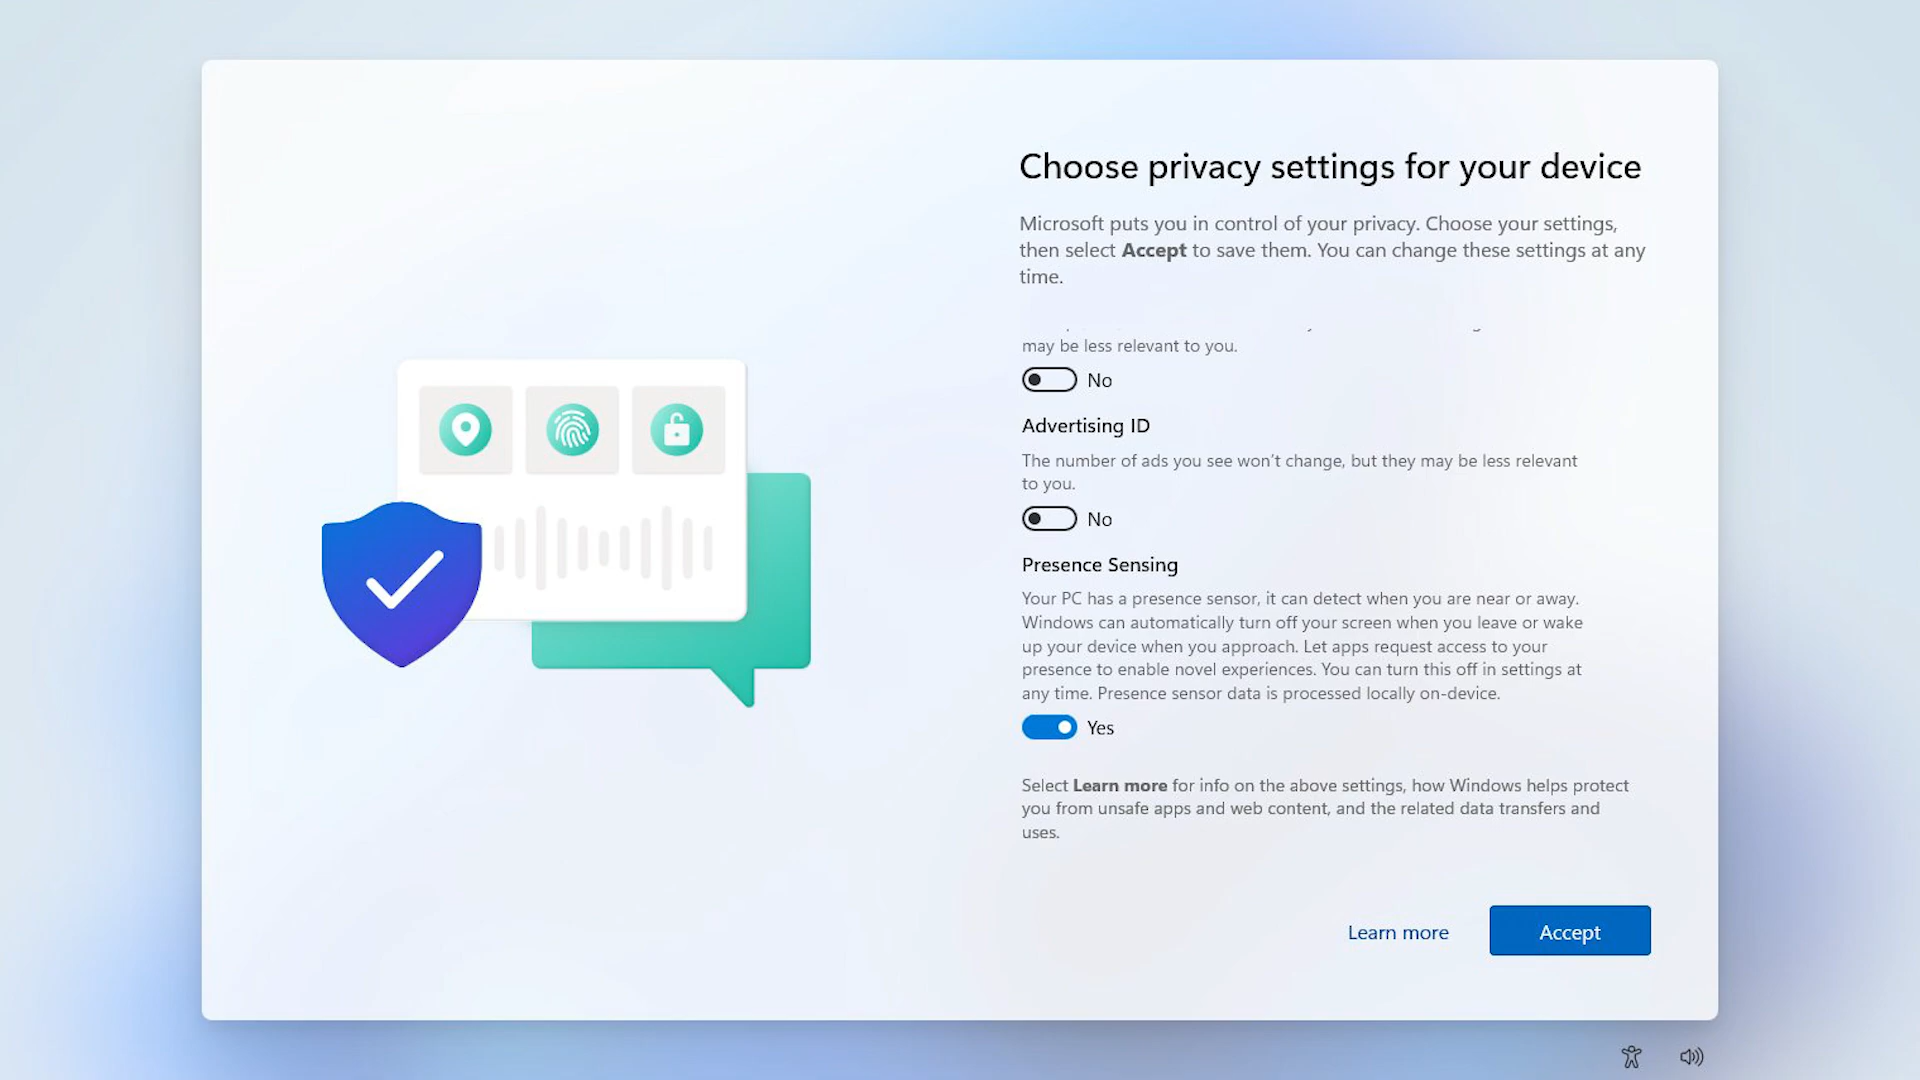 Choose privacy settings for your device
Microsoft puts you in control of your privacy. Choose your settings,
then select Accept to save them. You can change these settings at any
time.
may be less relevant to you.
No
Advertising ID
The number of ads you see won’t change, but they may be less relevant
to you.
No
Presence Sensing
Your PC has a presence sensor, it can detect when you are near or away.
Windows can automatically turn off your screen when you leave or wake
up your device when you approach. Let apps request access to your
presence to enable novel experiences. You can turn this off in settings at
any time. Presence sensor data is processed locally on-device.
Yes
Select Learn more for info on the above settings, how Windows helps protect
you from unsafe apps and web content, and the related data transfers and
uses.
Learn more
Accept